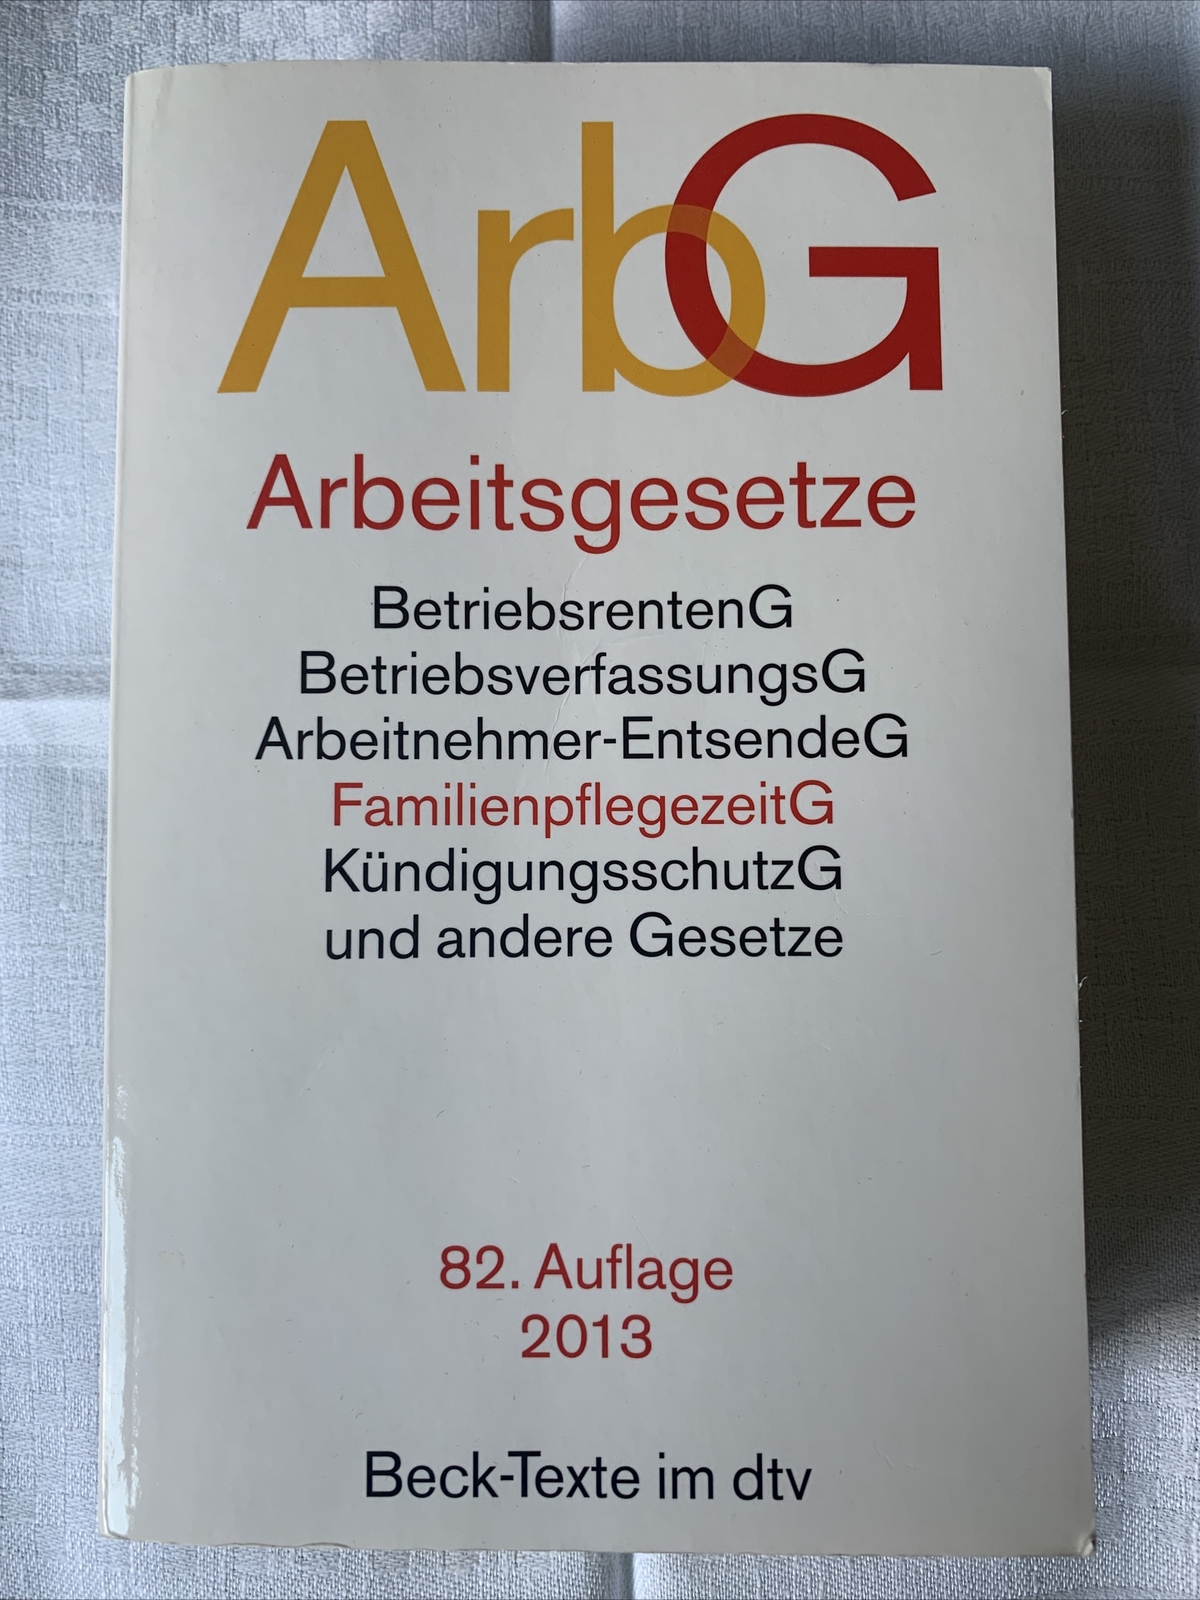 ArbG
Arbeitsgesetze
BetriebsrentenG
BetriebsverfassungsG
Arbeitnehmer-EntsendeG
FamilienpflegezeitG
KündigungsschutzG
und andere Gesetze
82. Auflage
2013
Beck-Texte im dtv